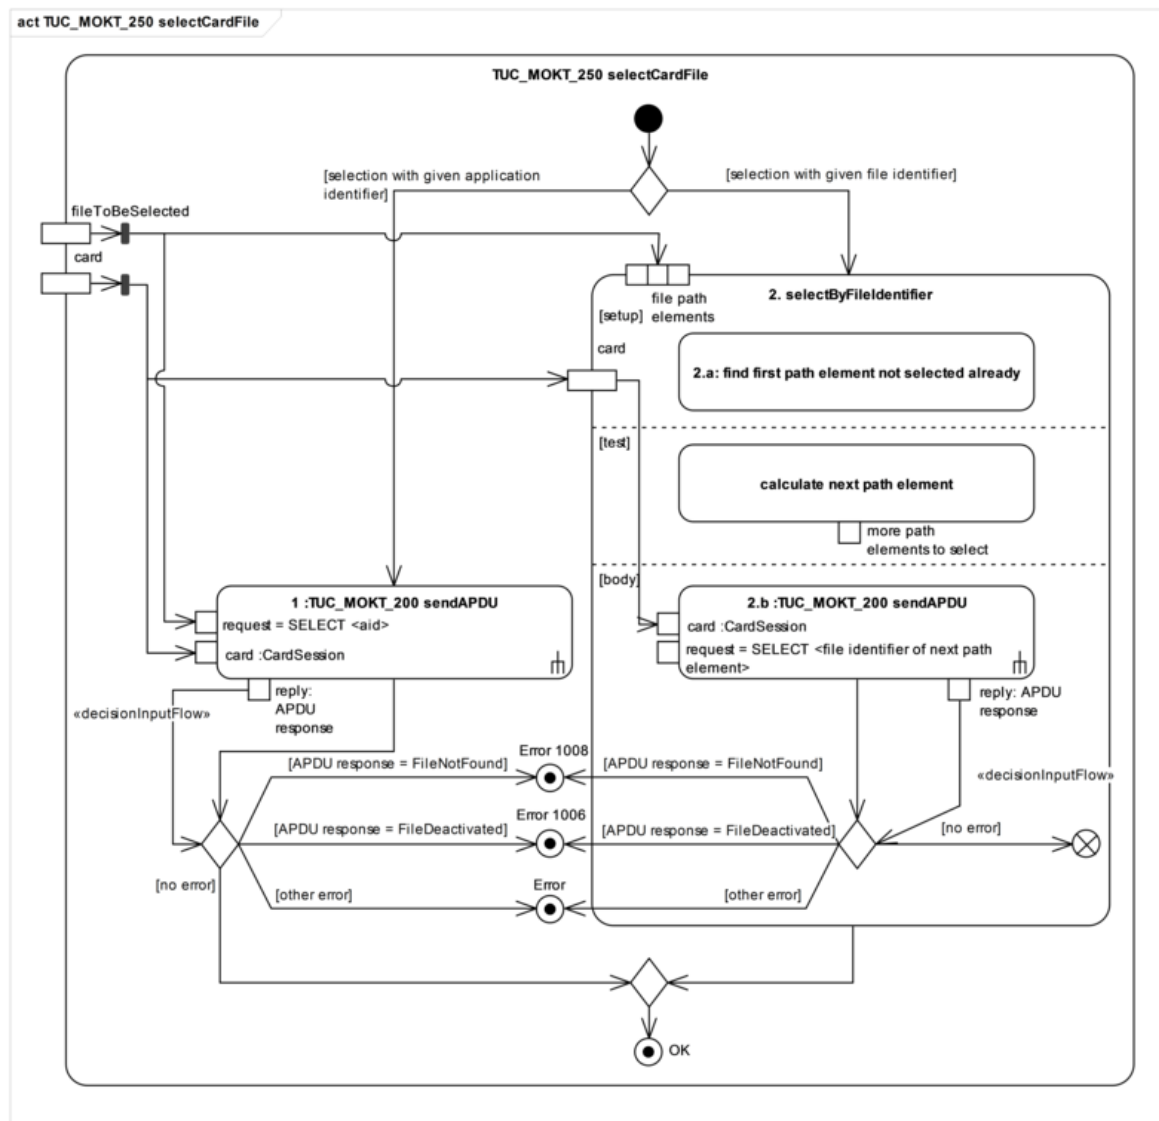 act TUC_MOKT_250 selectCardFile
TUC_MOKT_250 selectCardFile
[selection with given application
identifier]
[selection with given file identifier]
fileToBeSelected
card
2. selectByFileIdentifier
file path
elements
[setup]
card
2.a: find first path element not selected already
[test]
calculate next path element
more path
elements to select
[body]
1 :TUC_MOKT_200 sendAPDU
request = SELECT <aid>
card :CardSession
2.b :TUC_MOKT_200 sendAPDU
card :CardSession
request = SELECT <file identifier of next path
element>
reply:
APDU
response
reply: APDU
response
«decisionInputFlow»
Error 1008
[APDU response = FileNotFound]
[APDU response = FileNotFound]
«decisionInputFlow»
Error 1006
[APDU response = FileDeactivated]
[APDU response = FileDeactivated]
[no error]
[no error]
Error
[other error]
[other error]
OK